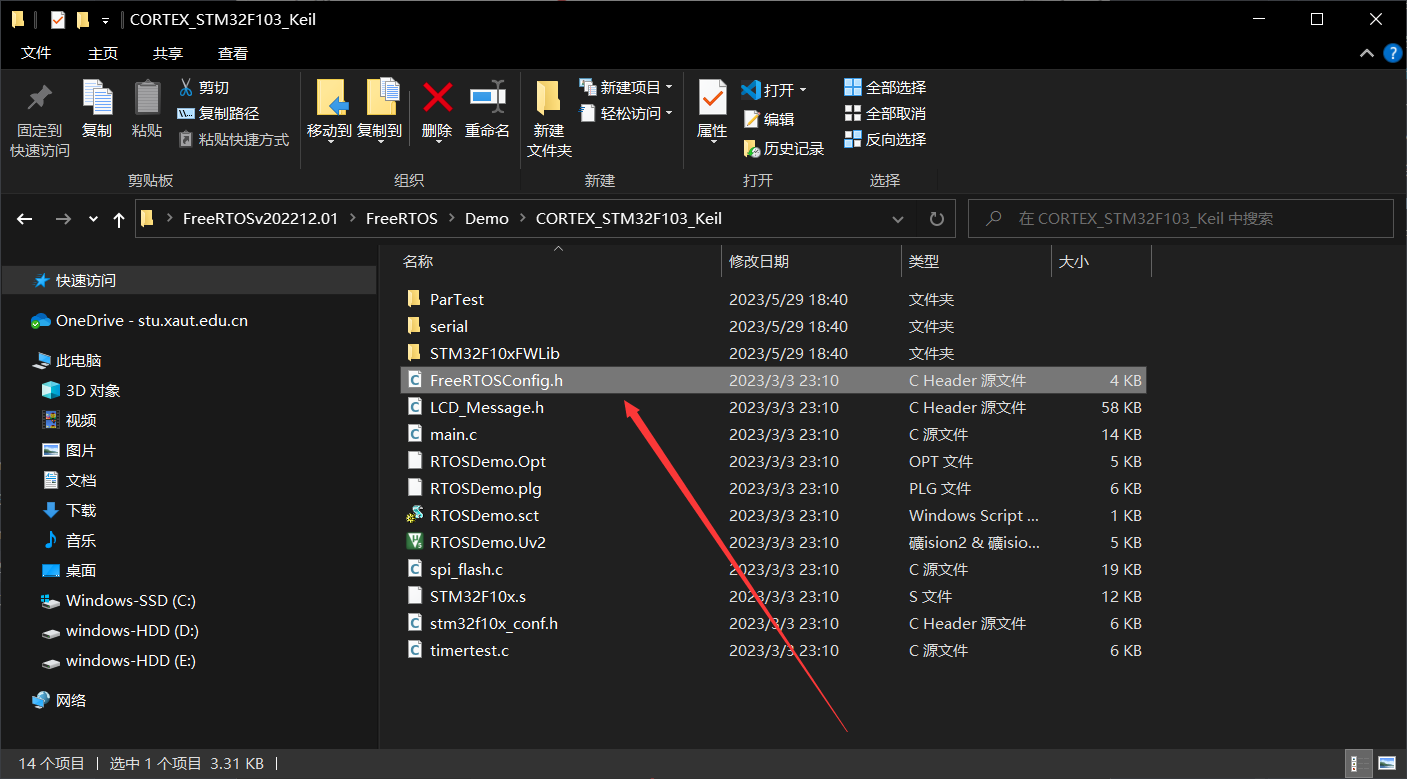 CORTEX_STM32F103_Keil
文件 主页 共享 查看
固定到
快速访问
复制
粘贴
剪切
复制路径
粘贴快捷方式
剪贴板
移动到
复制到
删除
重命名
组织
新建
文件夹
新建项目
轻松访问
新建
属性
打开
编辑
历史记录
打开
全部选择
全部取消
反向选择
选择
FreeRTOSv202212.01 FreeRTOS Demo CORTEX_STM32F103_Keil
在 CORTEX_STM32F103_Keil 中搜索
快速访问
OneDrive - stu.xaut.edu.cn
此电脑
3D 对象
视频
图片
文档
下载
音乐
桌面
Windows-SSD (C:)
windows-HDD (D:)
windows-HDD (E:)
网络
名称 修改日期 类型 大小
ParTest 2023/5/29 18:40 文件夹
serial 2023/5/29 18:40 文件夹
STM32F10xFWLib 2023/5/29 18:40 文件夹
FreeRTOSConfig.h 2023/3/3 23:10 C Header 源文件 4 KB
LCD_Message.h 2023/3/3 23:10 C Header 源文件 58 KB
main.c 2023/3/3 23:10 C 源文件 14 KB
RTOSDemo.Opt 2023/3/3 23:10 OPT 文件 5 KB
RTOSDemo.plg 2023/3/3 23:10 PLG 文件 6 KB
RTOSDemo.sct 2023/3/3 23:10 Windows Script ... 1 KB
RTOSDemo.Uv2 2023/3/3 23:10 礦ision2 & 礦isio... 5 KB
spi_flash.c 2023/3/3 23:10 C 源文件 19 KB
STM32F10x.s 2023/3/3 23:10 S 文件 12 KB
stm32f10x_conf.h 2023/3/3 23:10 C Header 源文件 6 KB
timertest.c 2023/3/3 23:10 C 源文件 6 KB
14 个项目 选中 1 个项目 3.31 KB